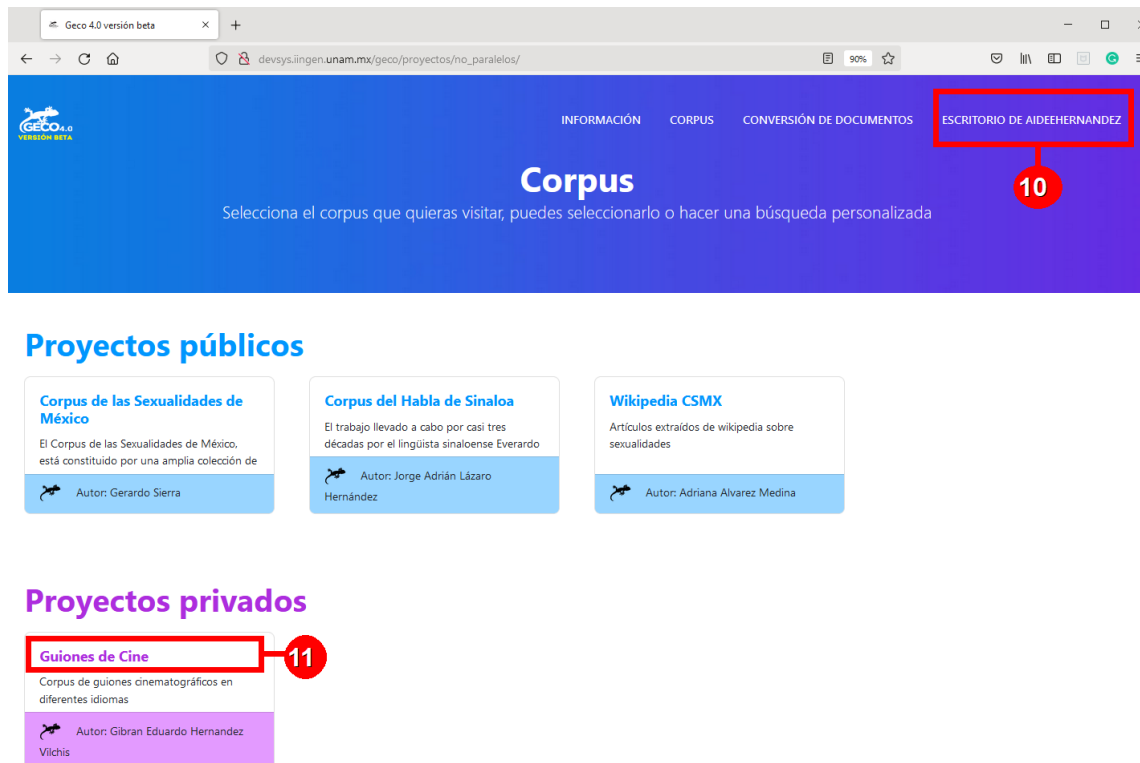 Geco 4.0 versión beta
devsys.iingen.unam.mx/geco/proyectos/no_paralelos/
90%
GECO4.0
VERSIÓN BETA
INFORMACIÓN
CORPUS
CONVERSIÓN DE DOCUMENTOS
ESCRITORIO DE AIDEEHERNANDEZ
10
Corpus
Selecciona el corpus que quieras visitar, puedes seleccionarlo o hacer una búsqueda personalizada
Proyectos públicos
Corpus de las Sexualidades de
México
El Corpus de las Sexualidades de México,
está constituido por una amplia colección de
Autor: Gerardo Sierra
Corpus del Habla de Sinaloa
El trabajo llevado a cabo por casi tres
décadas por el lingüista sinaloense Everardo
Autor: Jorge Adrián Lázaro
Hernández
Wikipedia CSMX
Artículos extraídos de wikipedia sobre
sexualidades
Autor: Adriana Alvarez Medina
Proyectos privados
Guiones de Cine
11
Corpus de guiones cinematográficos en
diferentes idiomas
Autor: Gibran Eduardo Hernandez
Vilchis